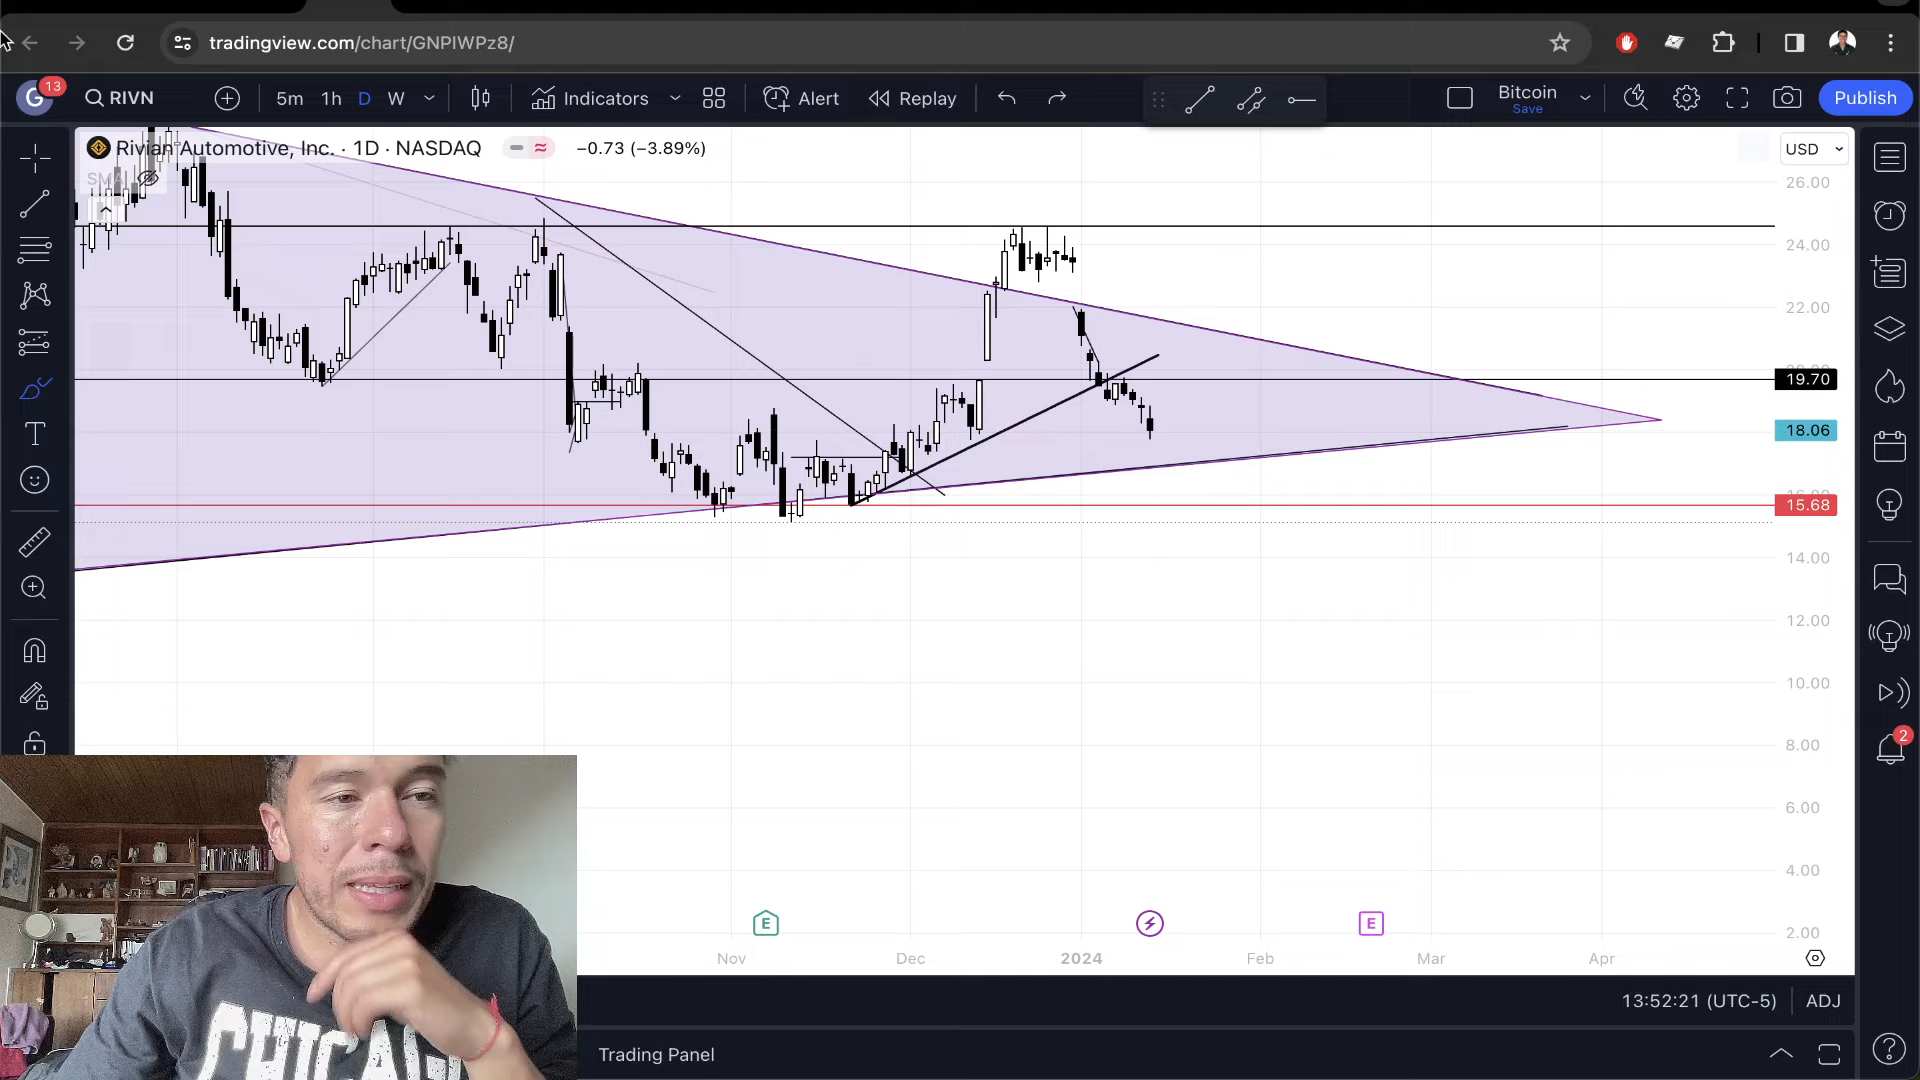 tradingview.com/chart/GNPIWPz8/
G
13
RIVN
5m 1h D W
Indicators
Alert
Replay
Bitcoin
Save
Publish
Rivian Automotive, Inc. · 1D · NASDAQ
−0.73 (−3.89%)
SMA
USD
26.00
24.00
22.00
19.70
18.06
15.68
14.00
12.00
10.00
8.00
6.00
4.00
2.00
E
E
Nov
Dec
2024
Feb
Mar
Apr
13:52:21 (UTC-5)
ADJ
Trading Panel
2
T